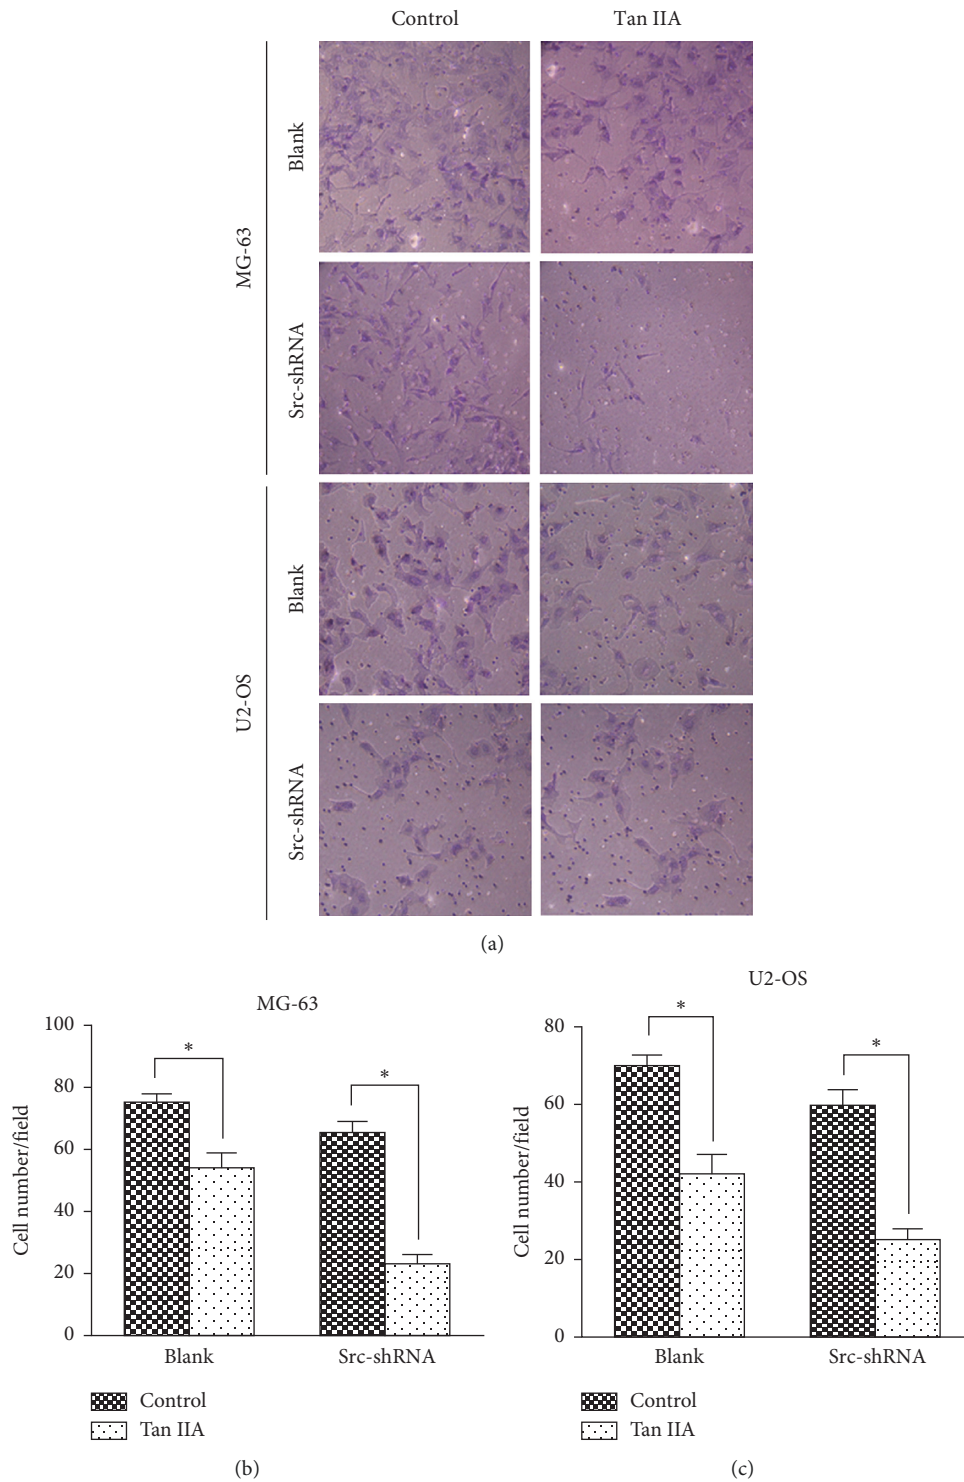 Control Tan IIA
MG-63
Blank
Src-shRNA
U2-OS
Blank
Src-shRNA
(a)
MG-63
Cell number/field
100
80
60
40
20
0
*
*
Blank Src-shRNA
Control
Tan IIA
(b)
U2-OS
Cell number/field
80
60
40
20
0
*
*
Blank Src-shRNA
Control
Tan IIA
(c)